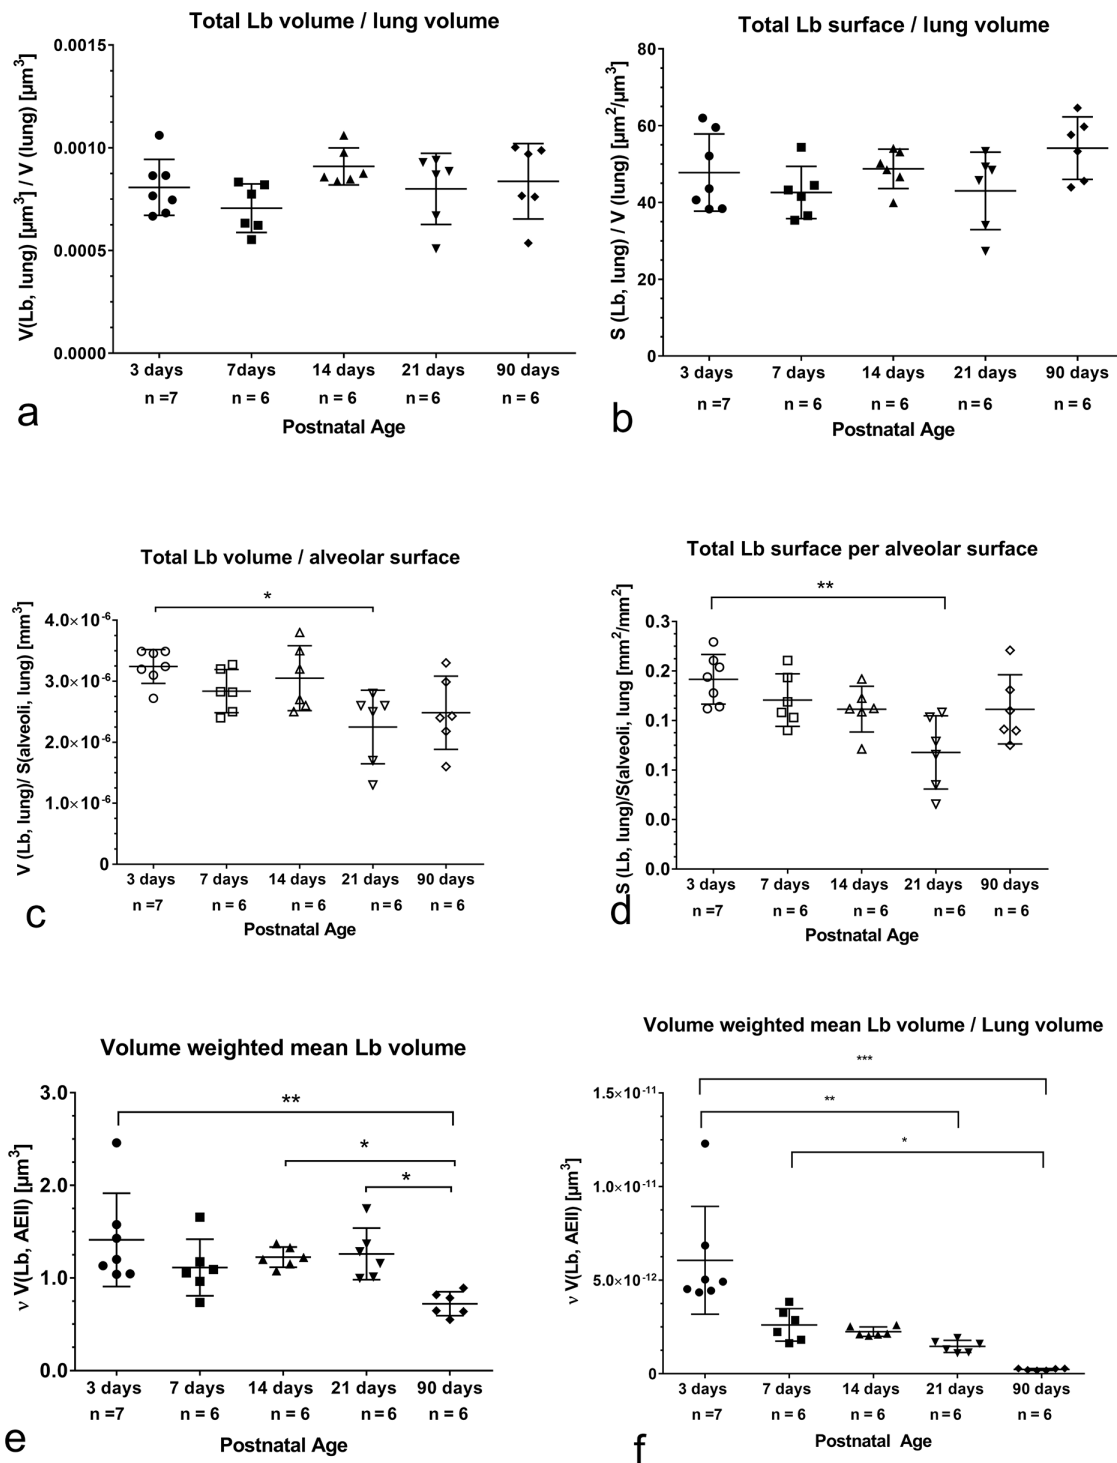 Total Lb volume / lung volume
V(Lb, lung) [µm³] / V (lung) [µm³]
0.0015
0.0010
0.0005
0.0000
3 days 7days 14 days 21 days 90 days
n =7 n = 6 n = 6 n = 6 n = 6
Postnatal Age
a
Total Lb surface / lung volume
S (Lb, lung) / V (lung) [µm²/µm³]
80
60
40
20
0
3 days 7 days 14 days 21 days 90 days
n =7 n = 6 n = 6 n = 6 n = 6
Postnatal Age
b
Total Lb volume / alveolar surface
V (Lb, lung)/ S(alveoli, lung) [mm³]
*
4.0×10⁻⁶
3.0×10⁻⁶
2.0×10⁻⁶
1.0×10⁻⁶
0
3 days 7 days 14 days 21 days 90 days
n =7 n = 6 n = 6 n = 6 n = 6
Postnatal Age
c
Total Lb surface per alveolar surface
S (Lb, lung)/S(alveoli, lung [mm²/mm²]
**
0.3
0.2
0.1
0.1
0.0
0.0
3 days 7 days 14 days 21 days 90 days
n =7 n = 6 n = 6 n = 6 n = 6
Postnatal Age
d
Volume weighted mean Lb volume
ν V(Lb, AEII) [µm³]
**
*
*
3.0
2.0
1.0
0.0
3 days 7 days 14 days 21 days 90 days
n =7 n = 6 n = 6 n = 6 n = 6
Postnatal Age
e
Volume weighted mean Lb volume / Lung volume
ν V(Lb, AEII) [µm³]
***
**
*
1.5×10⁻¹¹
1.0×10⁻¹¹
5.0×10⁻¹²
0
3 days 7 days 14 days 21 days 90 days
n =7 n = 6 n = 6 n = 6 n = 6
Postnatal Age
f